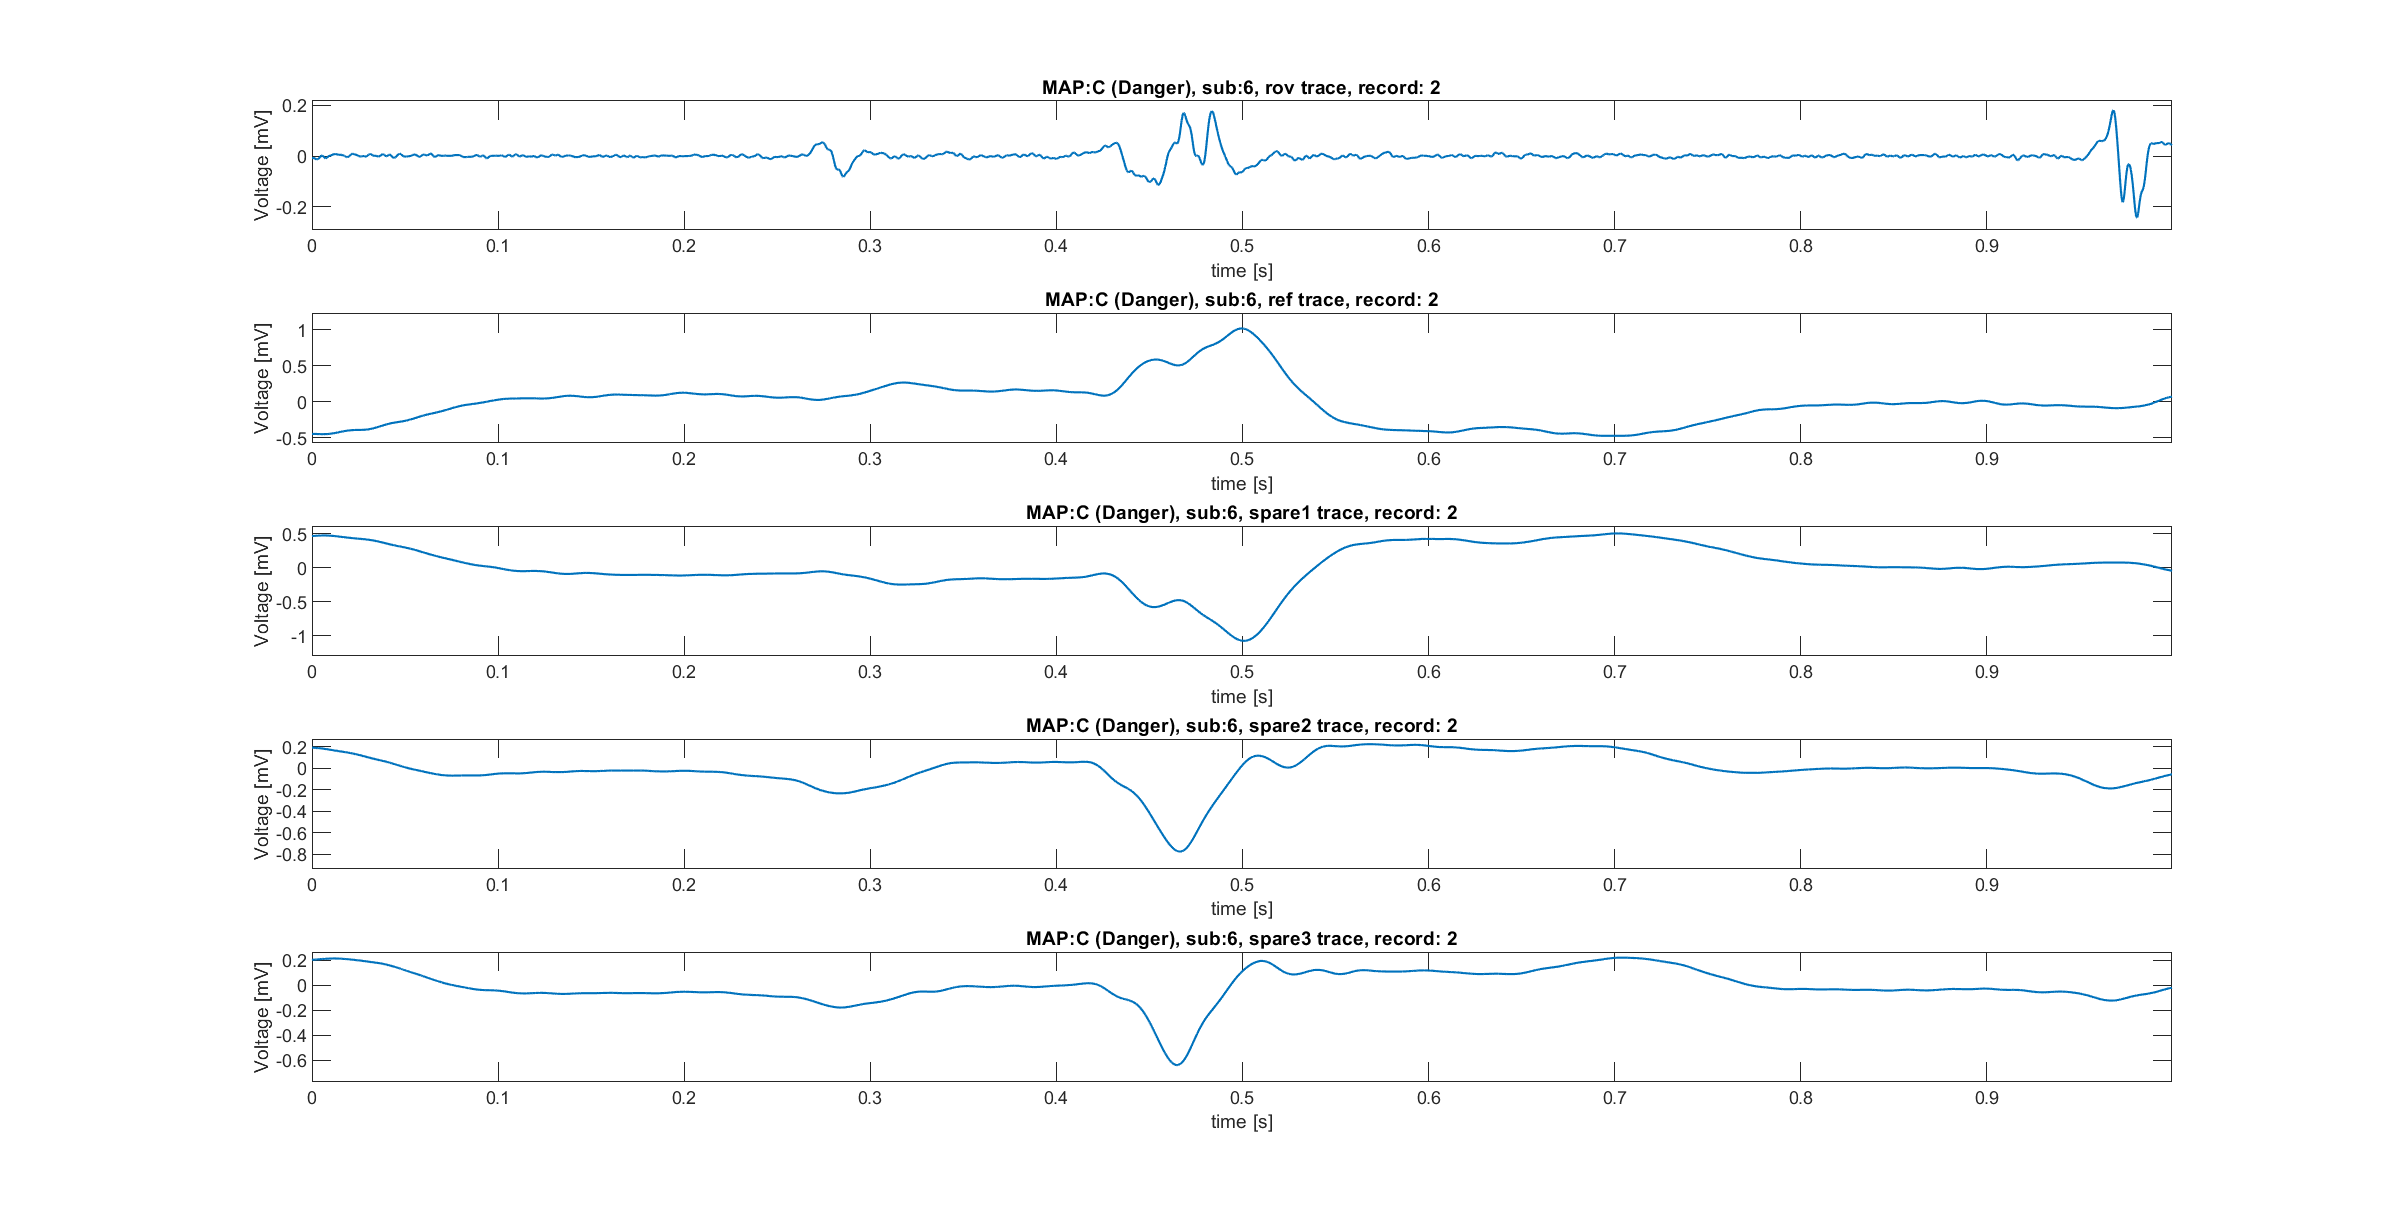 MAP:C (Danger), sub:6, rov trace, record: 2
Voltage [mV]
0.2
0
-0.2
0 0.1 0.2 0.3 0.4 0.5 0.6 0.7 0.8 0.9
time [s]
MAP:C (Danger), sub:6, ref trace, record: 2
Voltage [mV]
1
0.5
0
-0.5
0 0.1 0.2 0.3 0.4 0.5 0.6 0.7 0.8 0.9
time [s]
MAP:C (Danger), sub:6, spare1 trace, record: 2
Voltage [mV]
0.5
0
-0.5
-1
0 0.1 0.2 0.3 0.4 0.5 0.6 0.7 0.8 0.9
time [s]
MAP:C (Danger), sub:6, spare2 trace, record: 2
Voltage [mV]
0.2
0
-0.2
-0.4
-0.6
-0.8
0 0.1 0.2 0.3 0.4 0.5 0.6 0.7 0.8 0.9
time [s]
MAP:C (Danger), sub:6, spare3 trace, record: 2
Voltage [mV]
0.2
0
-0.2
-0.4
-0.6
0 0.1 0.2 0.3 0.4 0.5 0.6 0.7 0.8 0.9
time [s]